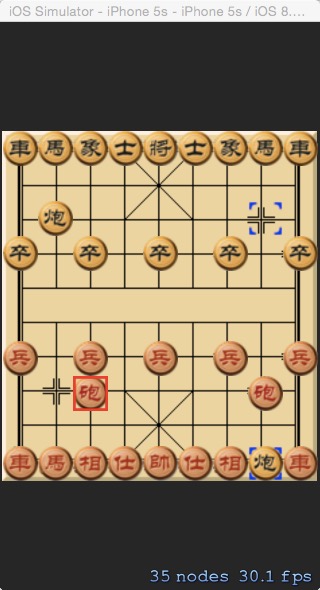 iOS Simulator - iPhone 5s - iPhone 5s / iOS 8....
車 馬 象 士 將 士 象 馬 車
炮
卒 卒 卒 卒 卒
兵 兵 兵 兵 兵
砲 砲
車 馬 相 仕 帥 仕 相 炮 車
35 nodes 30.1 fps